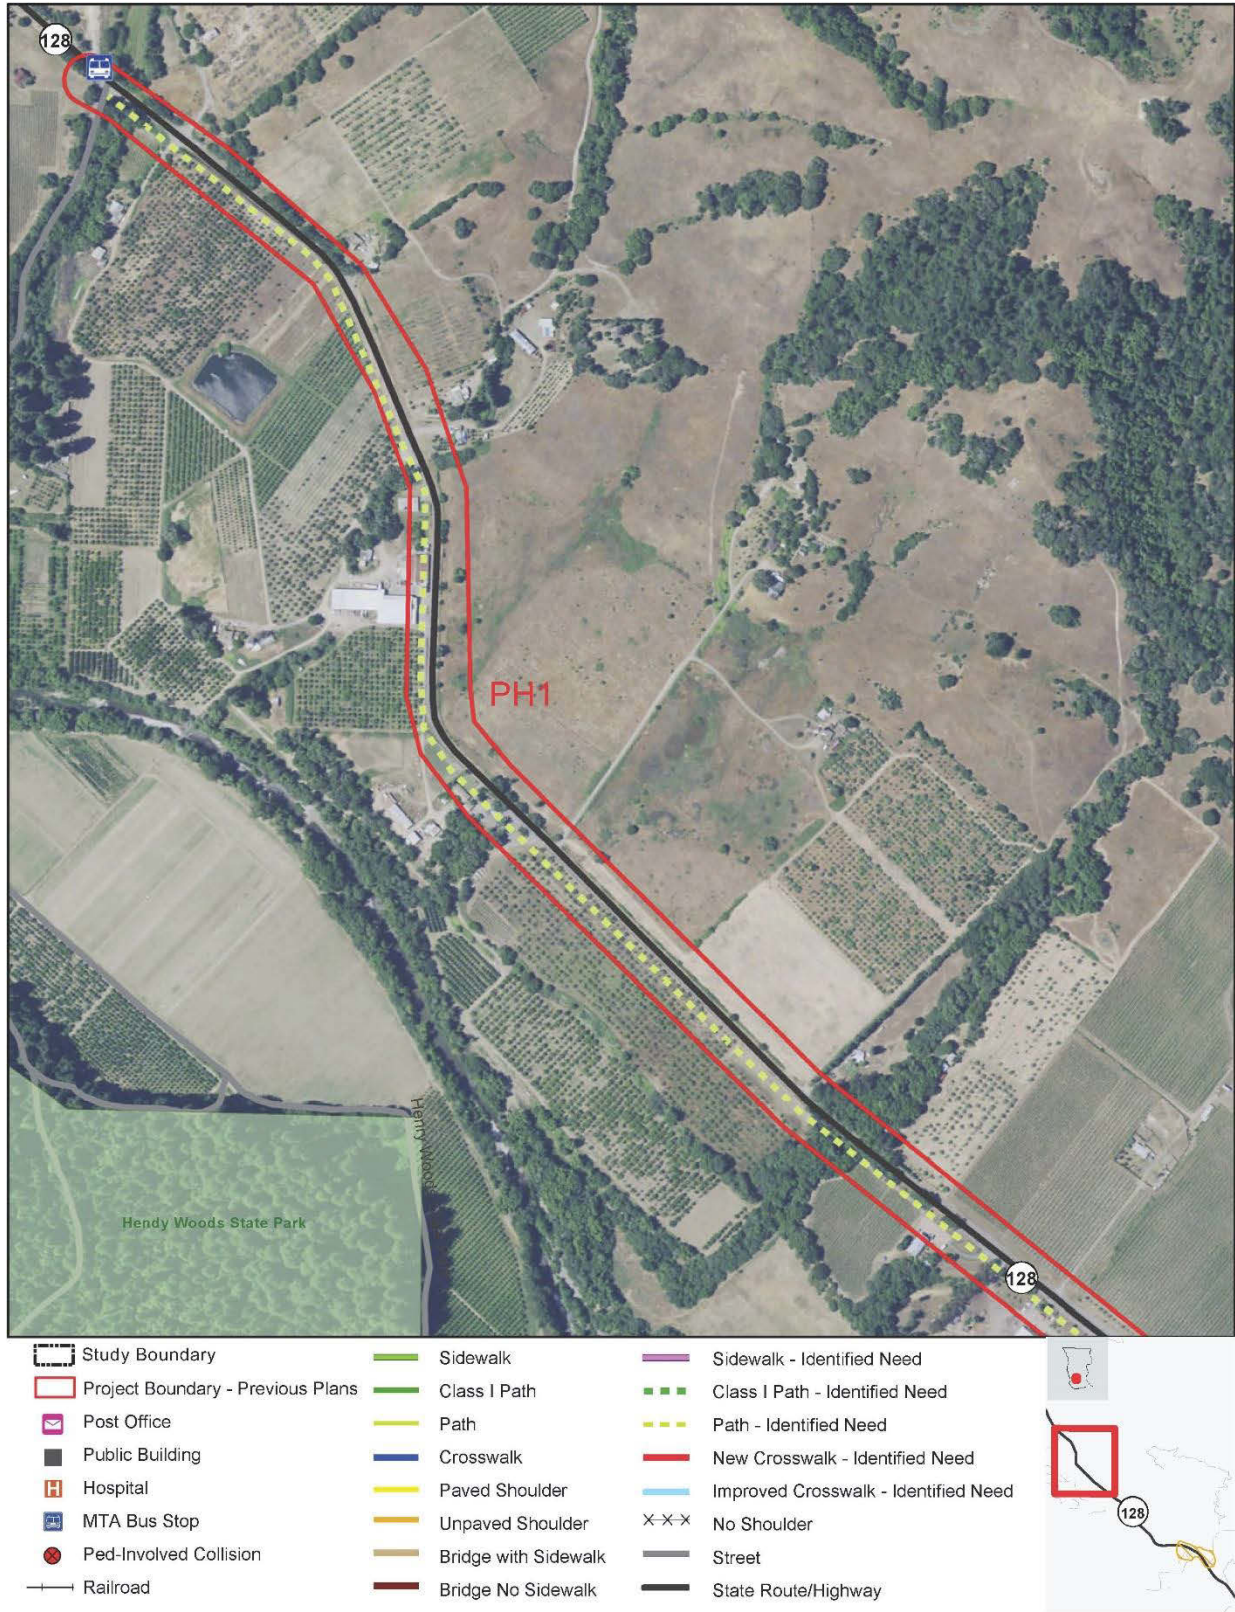 128
PH1
Henry Woods
Hendy Woods State Park
128
Study Boundary
Project Boundary - Previous Plans
Post Office
Public Building
H Hospital
MTA Bus Stop
Ped-Involved Collision
Railroad
Sidewalk
Class I Path
Path
Crosswalk
Paved Shoulder
Unpaved Shoulder
Bridge with Sidewalk
Bridge No Sidewalk
Sidewalk - Identified Need
Class I Path - Identified Need
Path - Identified Need
New Crosswalk - Identified Need
Improved Crosswalk - Identified Need
No Shoulder
Street
State Route/Highway
128